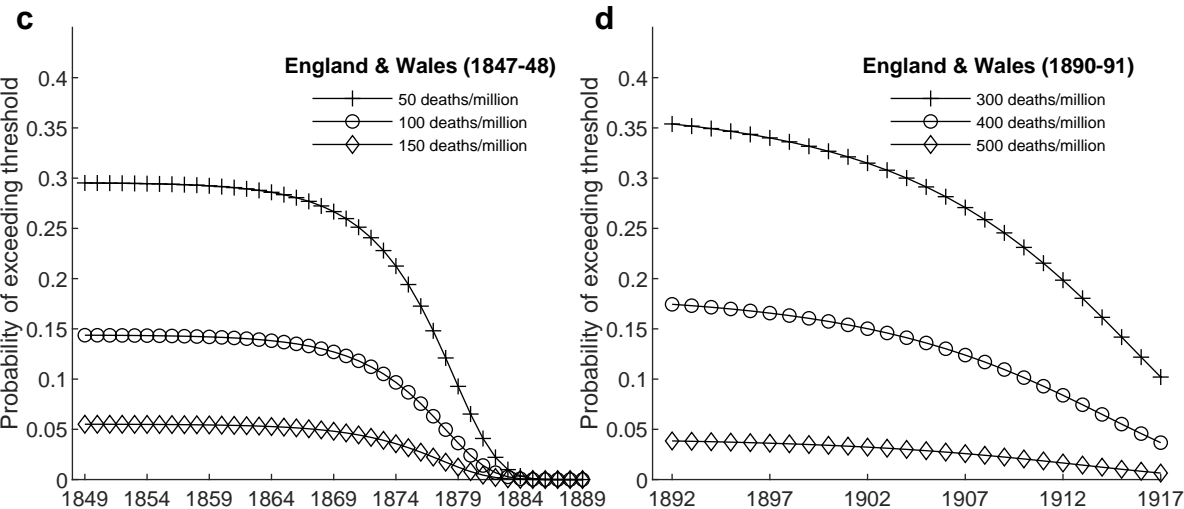 c
England & Wales (1847-48)
50 deaths/million
100 deaths/million
150 deaths/million
Probability of exceeding threshold
0.4
0.35
0.3
0.25
0.2
0.15
0.1
0.05
0
1849 1854 1859 1864 1869 1874 1879 1884 1889
d
England & Wales (1890-91)
300 deaths/million
400 deaths/million
500 deaths/million
Probability of exceeding threshold
0.4
0.35
0.3
0.25
0.2
0.15
0.1
0.05
0
1892 1897 1902 1907 1912 1917